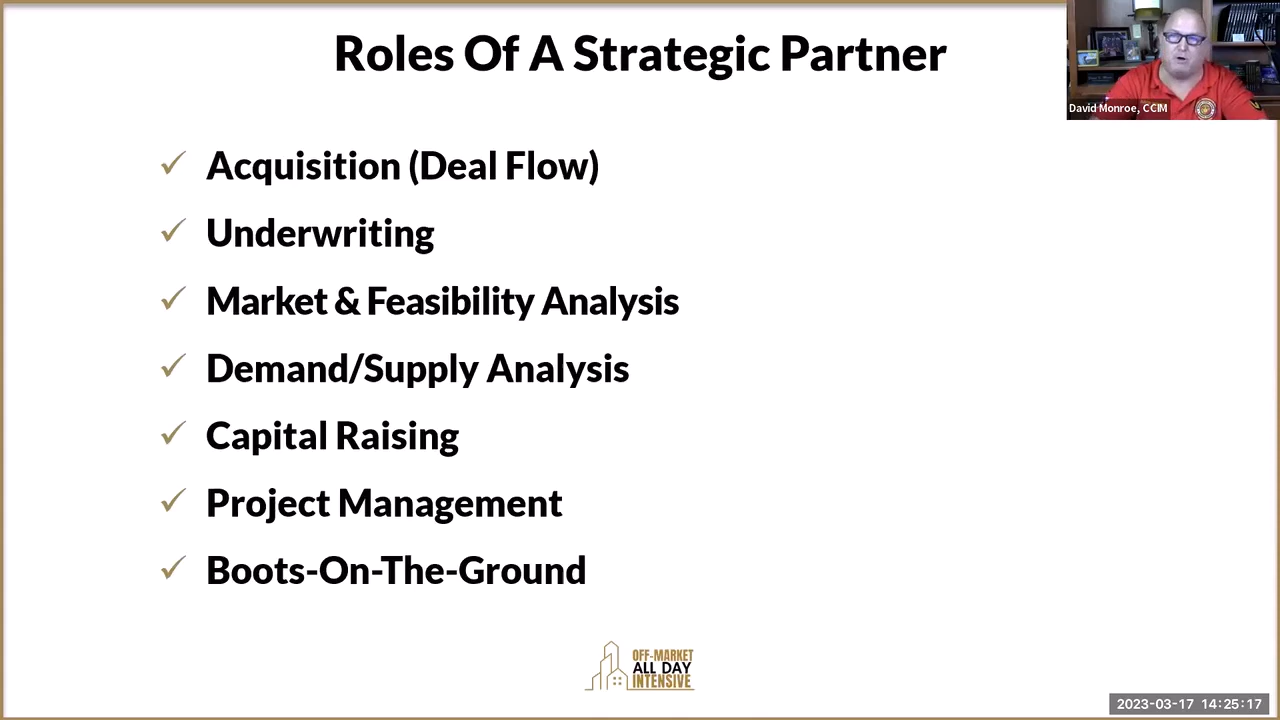 Roles Of A Strategic Partner
David Monroe, CCIM
Acquisition (Deal Flow)
Underwriting
Market & Feasibility Analysis
Demand/Supply Analysis
Capital Raising
Project Management
Boots-On-The-Ground
OFF-MARKET
ALL DAY
INTENSIVE
2023-03-17 14:25:17